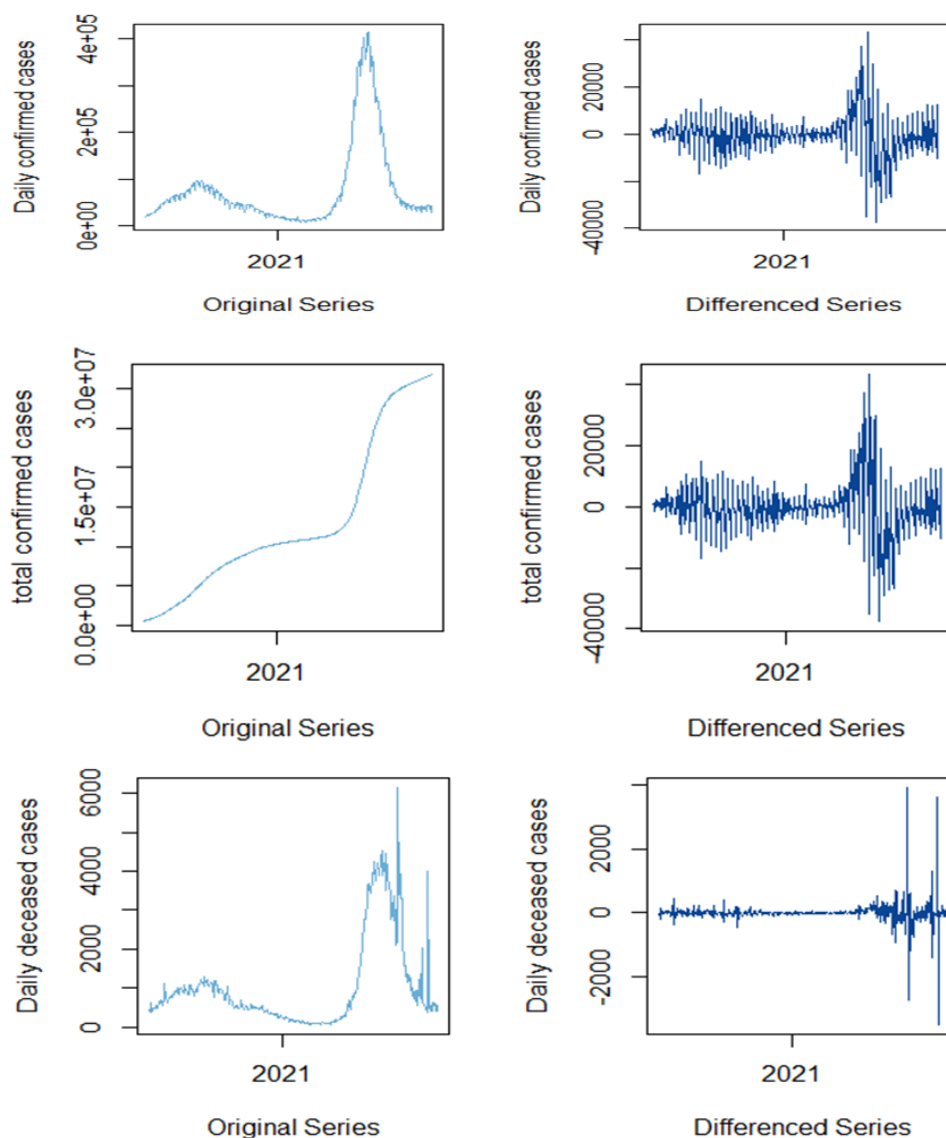 Daily confirmed cases
4e+05
2e+05
0e+00
2021
Original Series
Daily confirmed cases
20000
0
-40000
2021
Differenced Series
total confirmed cases
3.0e+07
1.5e+07
0.0e+00
2021
Original Series
total confirmed cases
20000
0
-40000
2021
Differenced Series
Daily deceased cases
6000
4000
2000
0
2021
Original Series
Daily deceased cases
2000
0
-2000
2021
Differenced Series